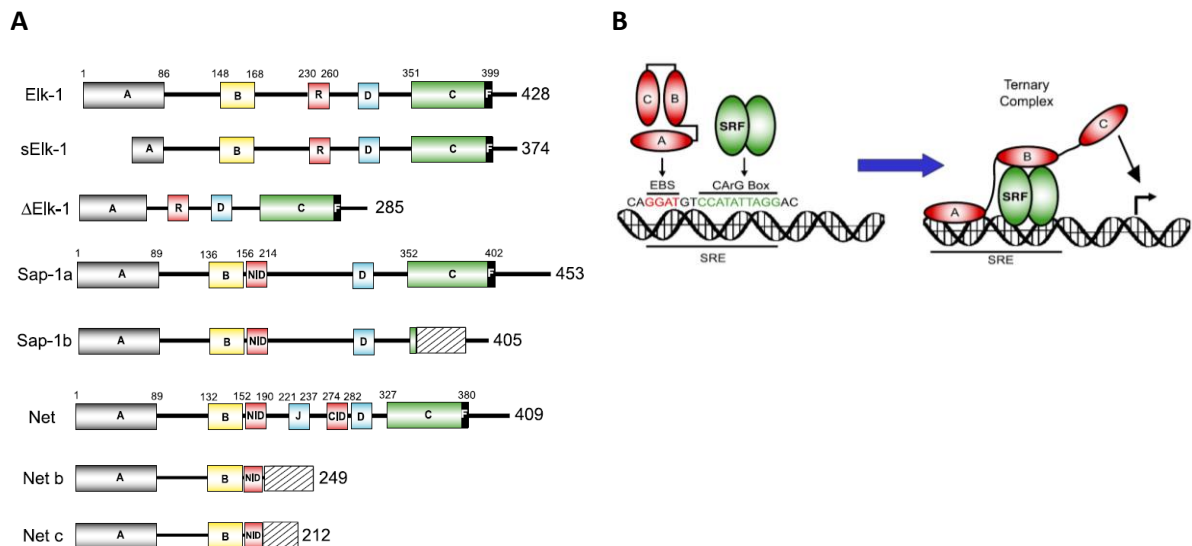 A
1 86 148 168 230 260 351 399
Elk-1 A B R D C F 428
sElk-1 A B R D C F 374
ΔElk-1 A R D C F 285
1 89 136 156 214 352 402
Sap-1a A B NID D C F 453
Sap-1b A B NID D 405
1 89 132 152 190 221 237 274 282 327 380
Net A B NID J CID D C F 409
Net b A B NID 249
Net c A B NID 212
B
C B
A
SRF
EBS CArG Box
CAGGATGTCCATATTAGGAC
SRE
Ternary
Complex
C
B
SRF
A
SRE